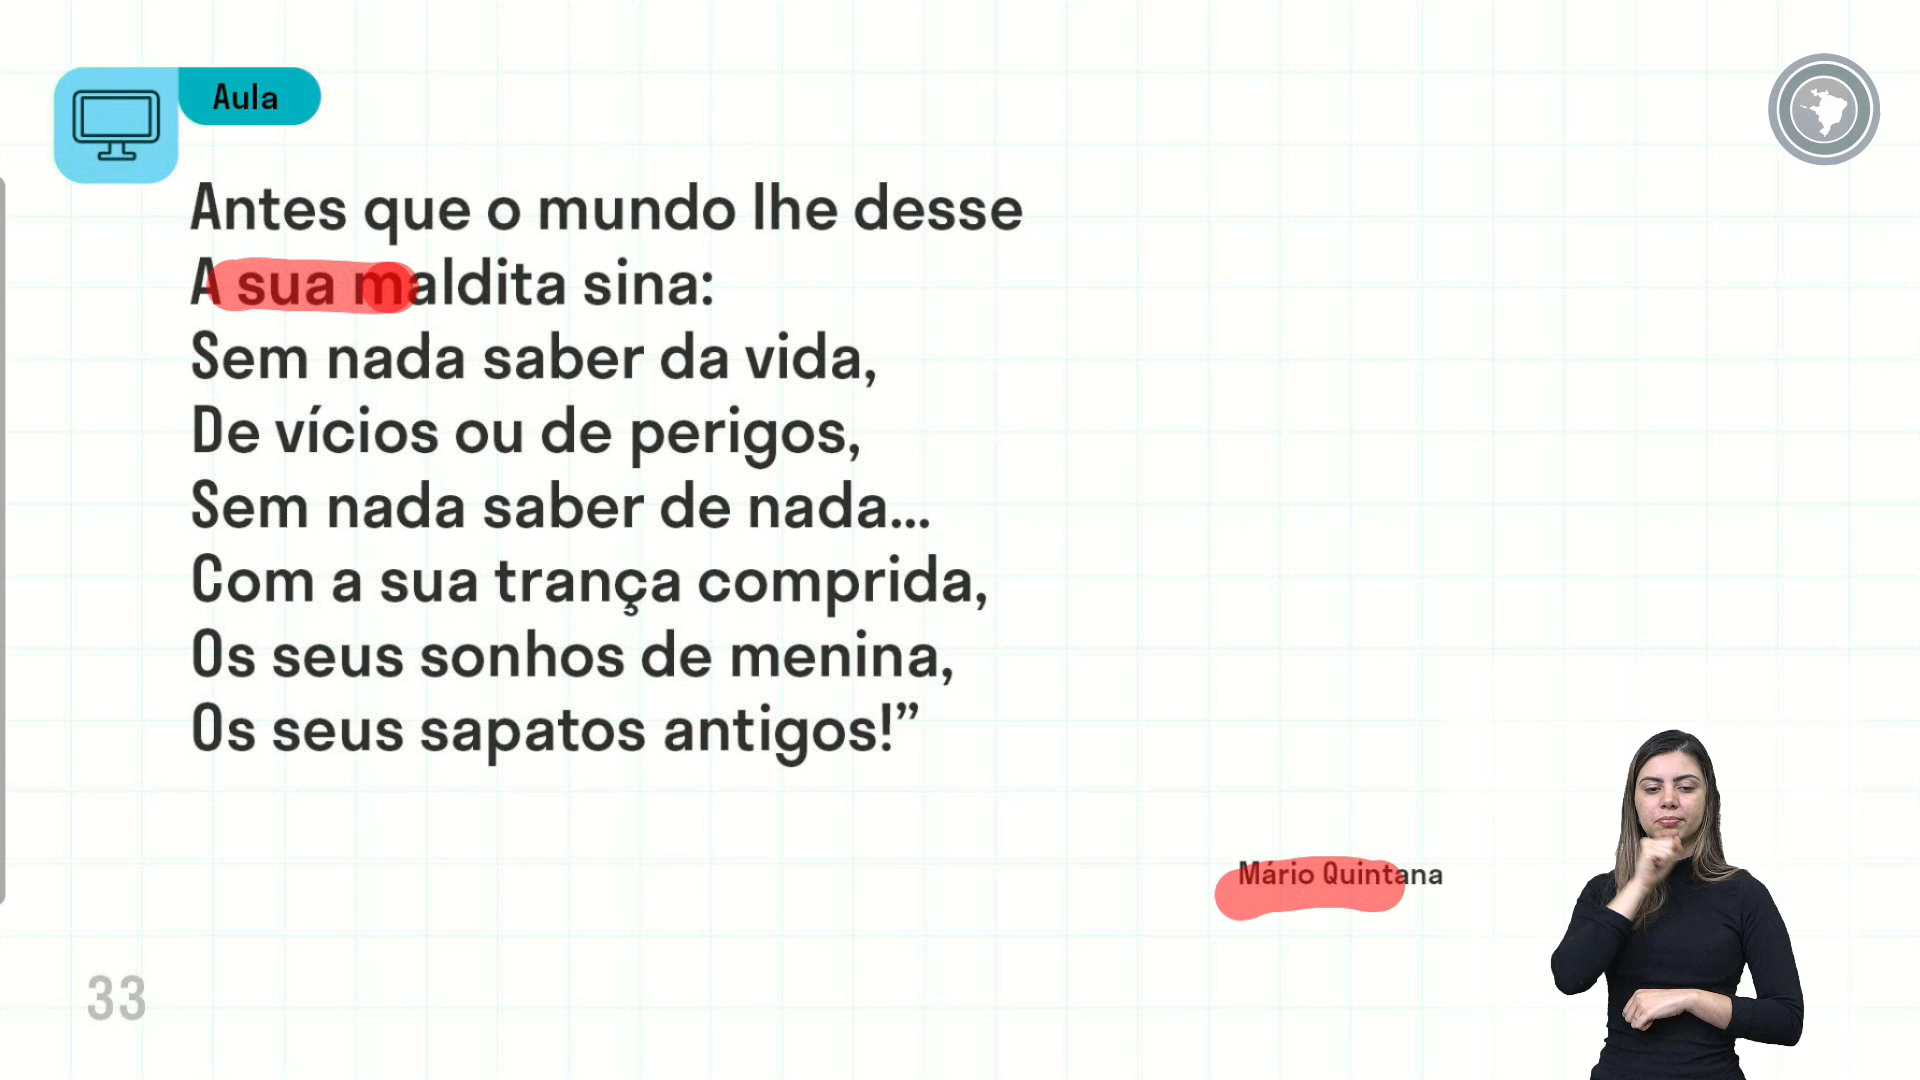 Aula
Antes que o mundo lhe desse
A sua maldita sina:
Sem nada saber da vida,
De vícios ou de perigos,
Sem nada saber de nada...
Com a sua trança comprida,
Os seus sonhos de menina,
Os seus sapatos antigos!”
Mário Quintana
33